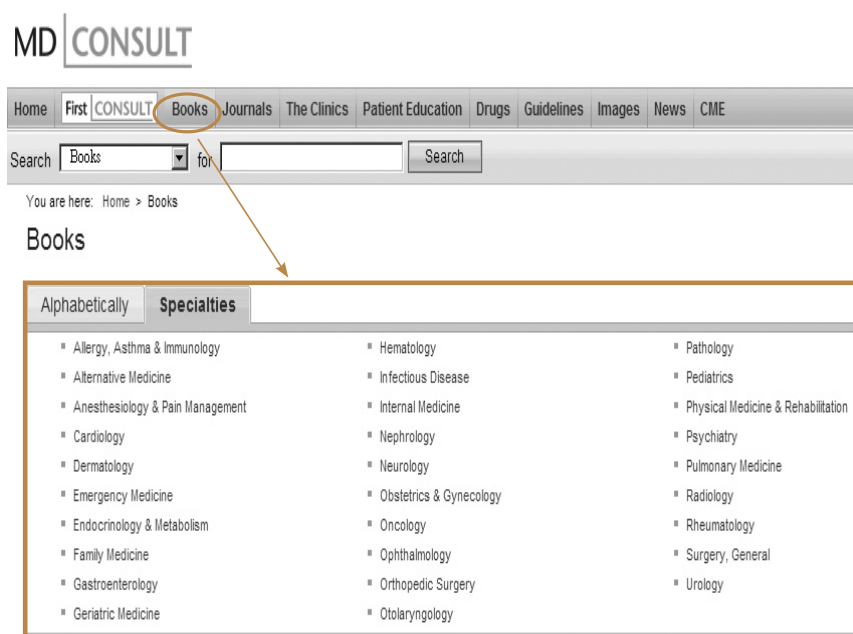 MD CONSULT
Home First CONSULT Books Journals The Clinics Patient Education Drugs Guidelines Images News CME
Search Books for Search
You are here: Home > Books
Books
Alphabetically Specialties
Allergy, Asthma & Immunology
Alternative Medicine
Anesthesiology & Pain Management
Cardiology
Dermatology
Emergency Medicine
Endocrinology & Metabolism
Family Medicine
Gastroenterology
Geriatric Medicine
Hematology
Infectious Disease
Internal Medicine
Nephrology
Neurology
Obstetrics & Gynecology
Oncology
Ophthalmology
Orthopedic Surgery
Otolaryngology
Pathology
Pediatrics
Physical Medicine & Rehabilitation
Psychiatry
Pulmonary Medicine
Radiology
Rheumatology
Surgery, General
Urology